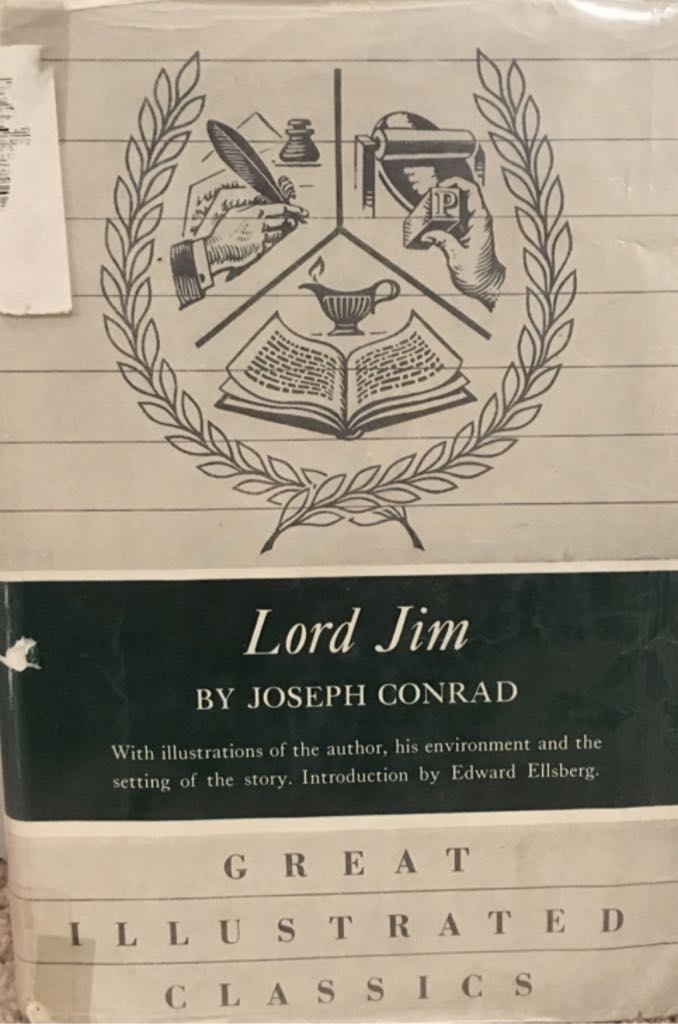 P
Lord Jim
BY JOSEPH CONRAD
With illustrations of the author, his environment and the
setting of the story. Introduction by Edward Ellsberg.
GREAT
ILLUSTRATED
CLASSICS